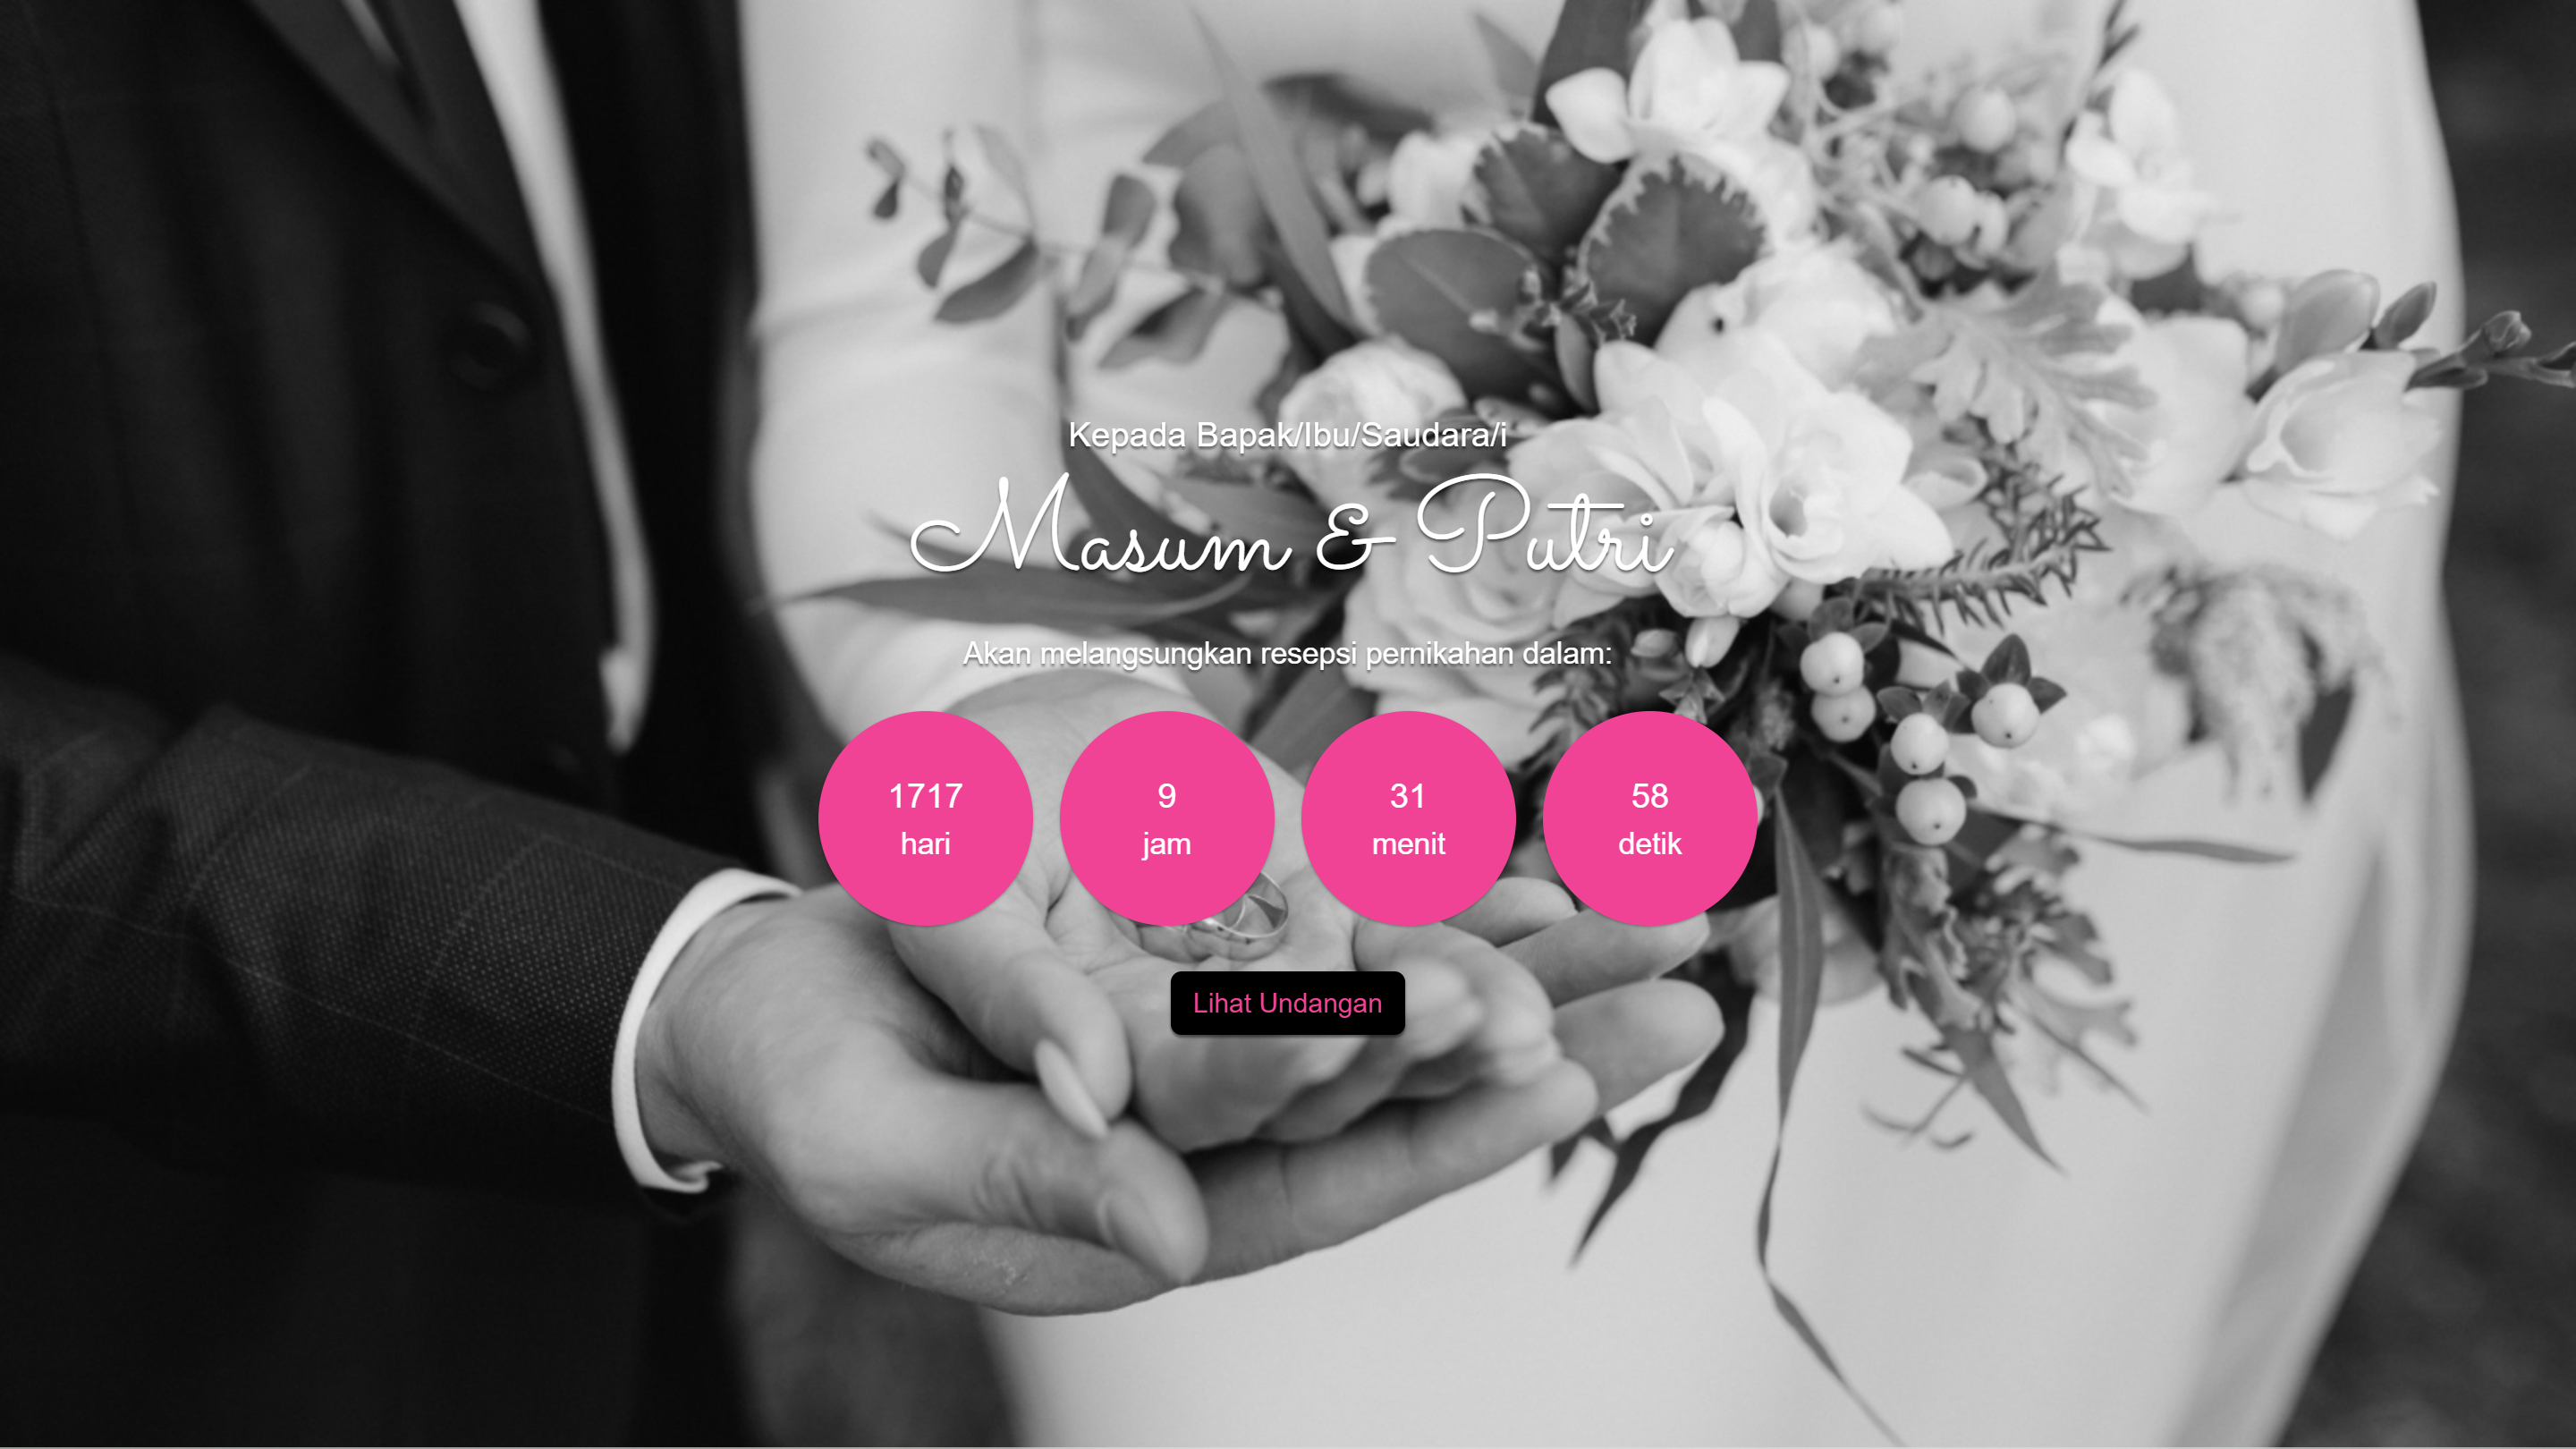 Kepada Bapak/Ibu/Saudara/i
Masum & Putri
Akan melangsungkan resepsi pernikahan dalam:
1717 hari
9 jam
31 menit
58 detik
Lihat Undangan